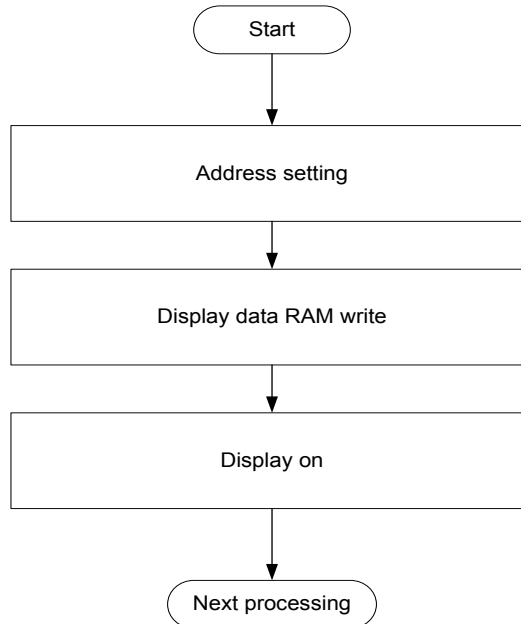 Start
Address setting
Display data RAM write
Display on
Next processing